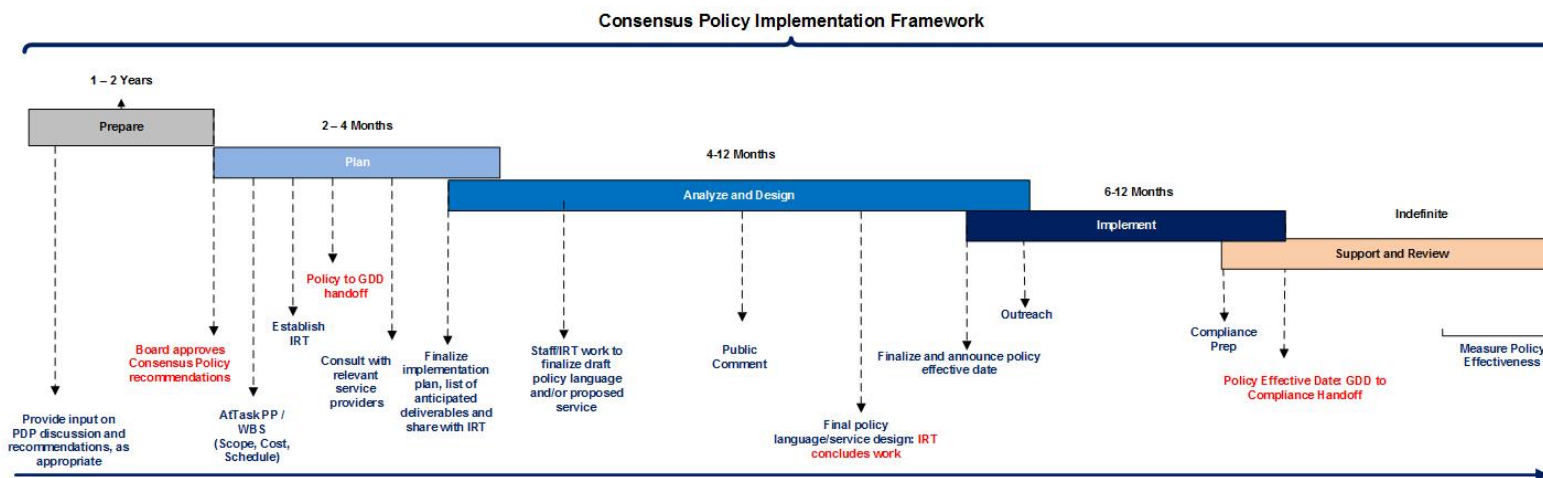 Consensus Policy Implementation Framework
1 – 2 Years
Prepare
2 – 4 Months
Plan
4-12 Months
Analyze and Design
6-12 Months
Implement
Indefinite
Support and Review
Provide input on
PDP discussion and
recommendations, as
appropriate
Board approves
Consensus Policy
recommendations
AtTask PP /
WBS
(Scope, Cost,
Schedule)
Establish
IRT
Policy to GDD
handoff
Consult with
relevant
service
providers
Finalize
implementation
plan, list of
anticipated
deliverables and
share with IRT
Staff/IRT work to
finalize draft
policy language
and/or proposed
service
Public
Comment
Final policy
language/service design: IRT
concludes work
Finalize and announce policy
effective date
Outreach
Compliance
Prep
Policy Effective Date: GDD to
Compliance Handoff
Measure Policy
Effectiveness